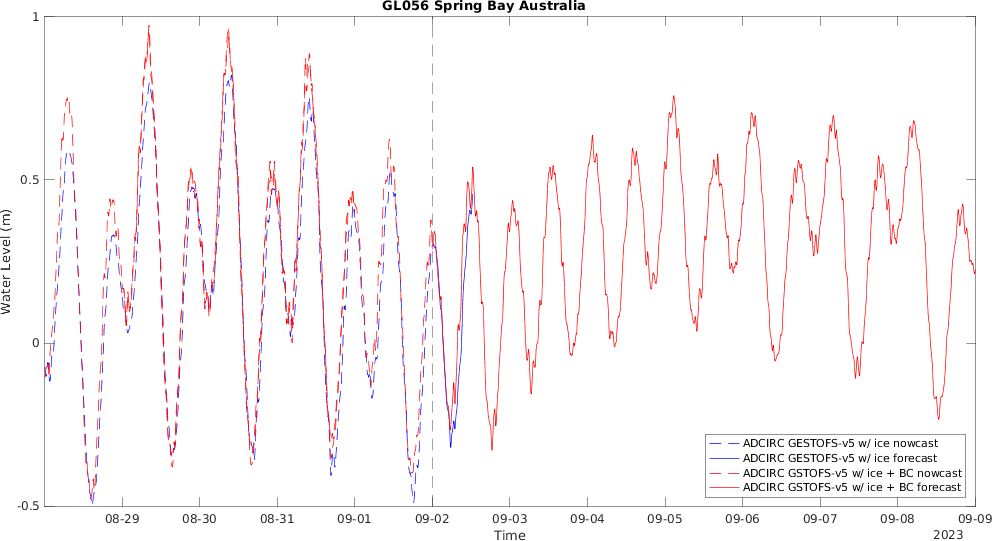 GL056 Spring Bay Australia
1
0.5
0
-0.5
Water Level (m)
08-29 08-30 08-31 09-01 09-02 09-03 09-04 09-05 09-06 09-07 09-08 09-09
Time
2023
ADCIRC GESTOFS-v5 w/ ice nowcast
ADCIRC GESTOFS-v5 w/ ice forecast
ADCIRC GSTOFS-v5 w/ ice + BC nowcast
ADCIRC GSTOFS-v5 w/ ice + BC forecast